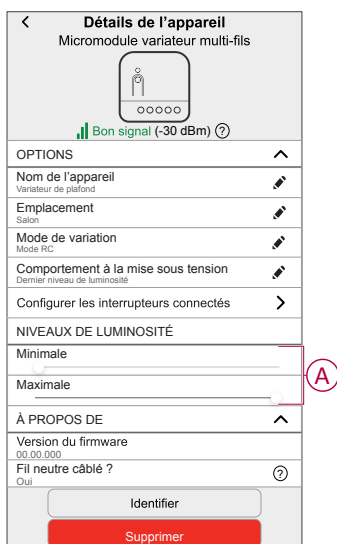 Détails de l'appareil
Micromodule variateur multi-fils
Bon signal (-30 dBm) ?
OPTIONS
Nom de l'appareil
Variateur de plafond
Emplacement
Salon
Mode de variation
Mode RC
Comportement à la mise sous tension
Dernier niveau de luminosité
Configurer les interrupteurs connectés
NIVEAUX DE LUMINOSITÉ
Minimale
A
Maximale
À PROPOS DE
Version du firmware
00.00.000
Fil neutre câblé ?
Oui
?
Identifier
Supprimer